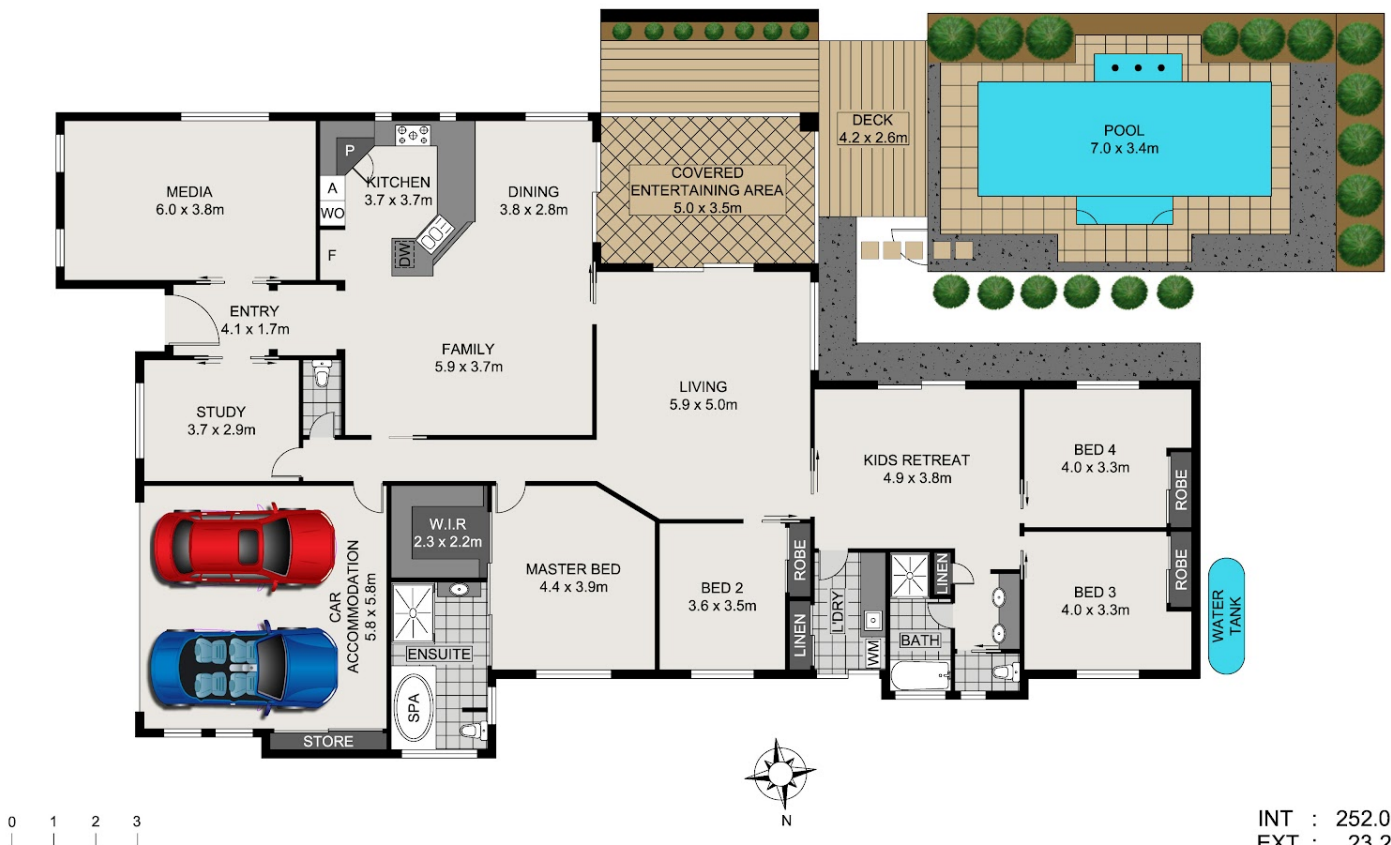 DECK
4.2 x 2.6m
POOL
7.0 x 3.4m
MEDIA
6.0 x 3.8m
P
A
WO
F
KITCHEN
3.7 x 3.7m
DW
DINING
3.8 x 2.8m
COVERED
ENTERTAINING AREA
5.0 x 3.5m
ENTRY
4.1 x 1.7m
FAMILY
5.9 x 3.7m
LIVING
5.9 x 5.0m
STUDY
3.7 x 2.9m
KIDS RETREAT
4.9 x 3.8m
BED 4
4.0 x 3.3m
ROBE
W.I.R
2.3 x 2.2m
MASTER BED
4.4 x 3.9m
BED 2
3.6 x 3.5m
ROBE
LINEN
L'DRY
WM
LINEN
BATH
BED 3
4.0 x 3.3m
ROBE
WATER
TANK
CAR
ACCOMMODATION
5.8 x 5.8m
ENSUITE
SPA
STORE
N
0 1 2 3
INT : 252.0
EXT : 23.2